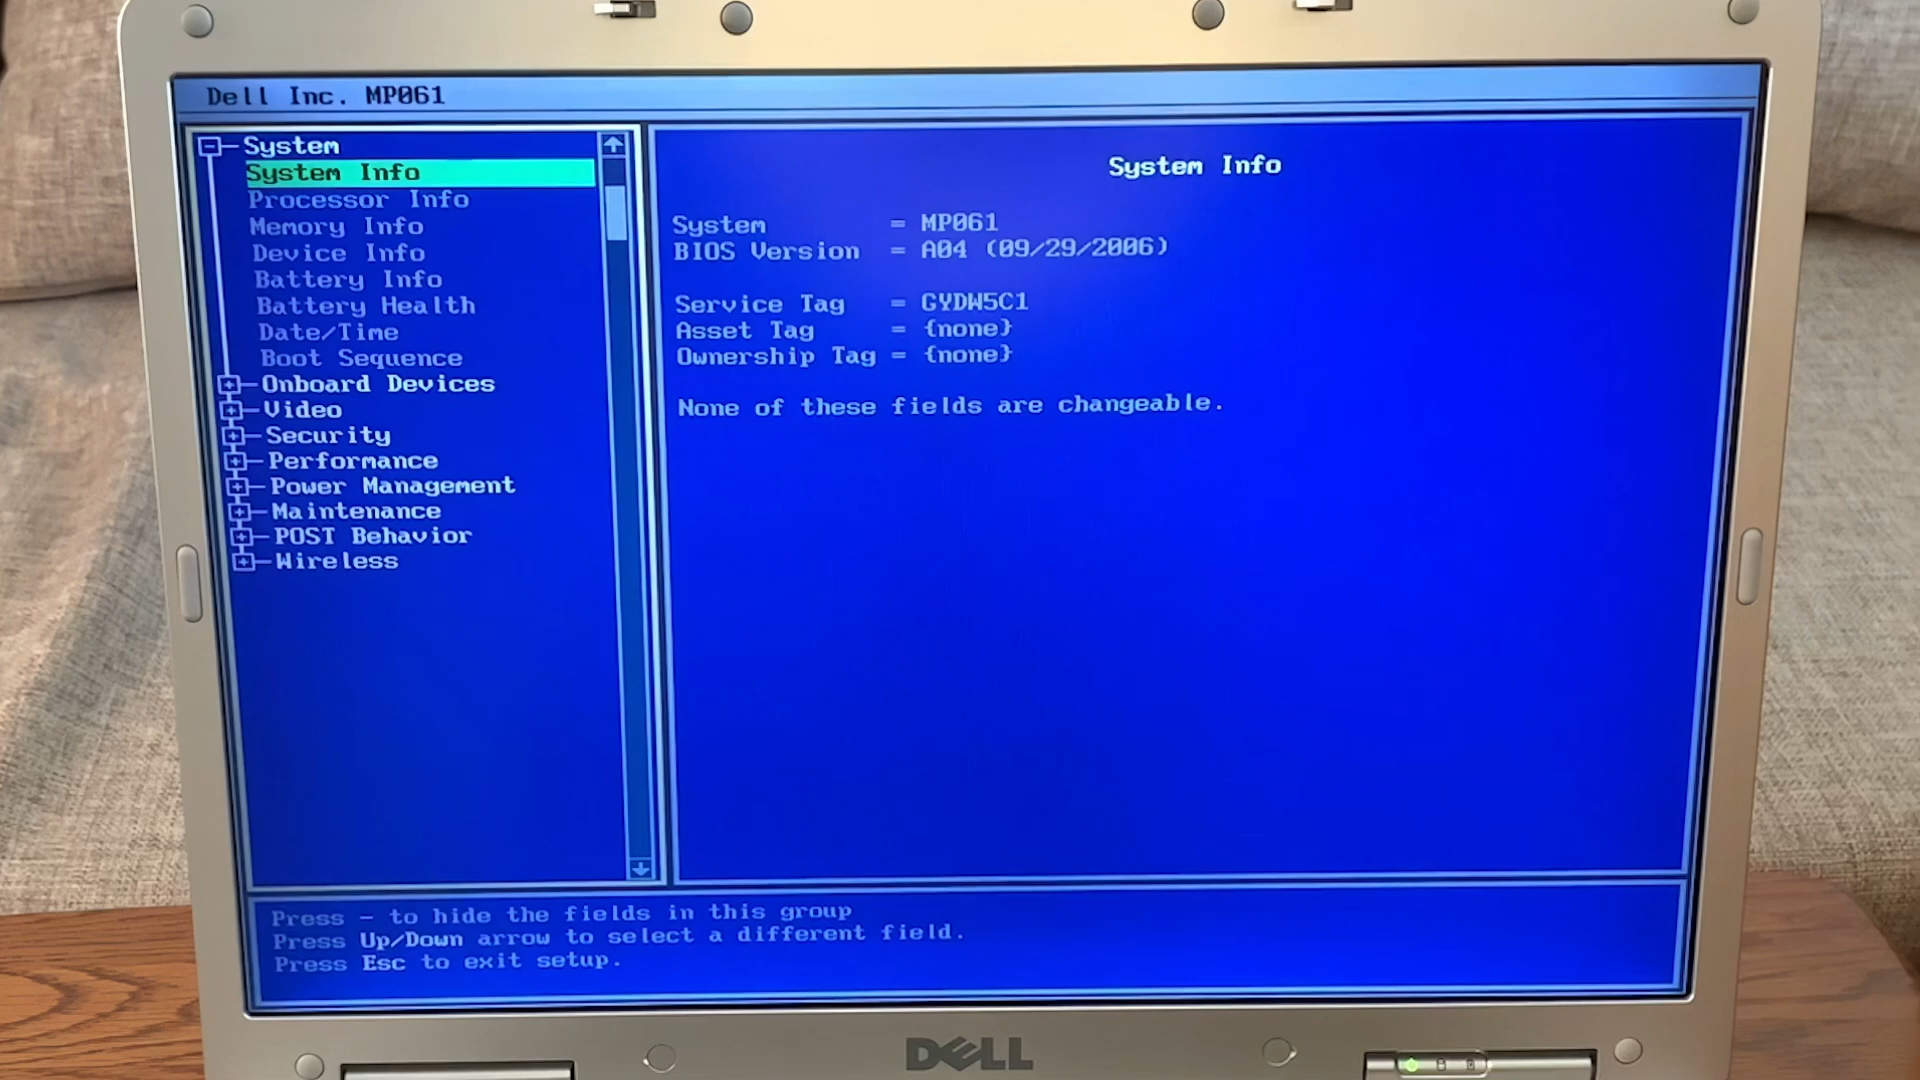 Dell Inc. MP061
System
System Info
Processor Info
Memory Info
Device Info
Battery Info
Battery Health
Date/Time
Boot Sequence
Onboard Devices
Video
Security
Performance
Power Management
Maintenance
POST Behavior
Wireless
System Info
System = MP061
BIOS Version = A04 (09/29/2006)
Service Tag = GYDW5C1
Asset Tag = {none}
Ownership Tag = {none}
None of these fields are changeable.
Press - to hide the fields in this group
Press Up/Down arrow to select a different field.
Press Esc to exit setup.
DELL